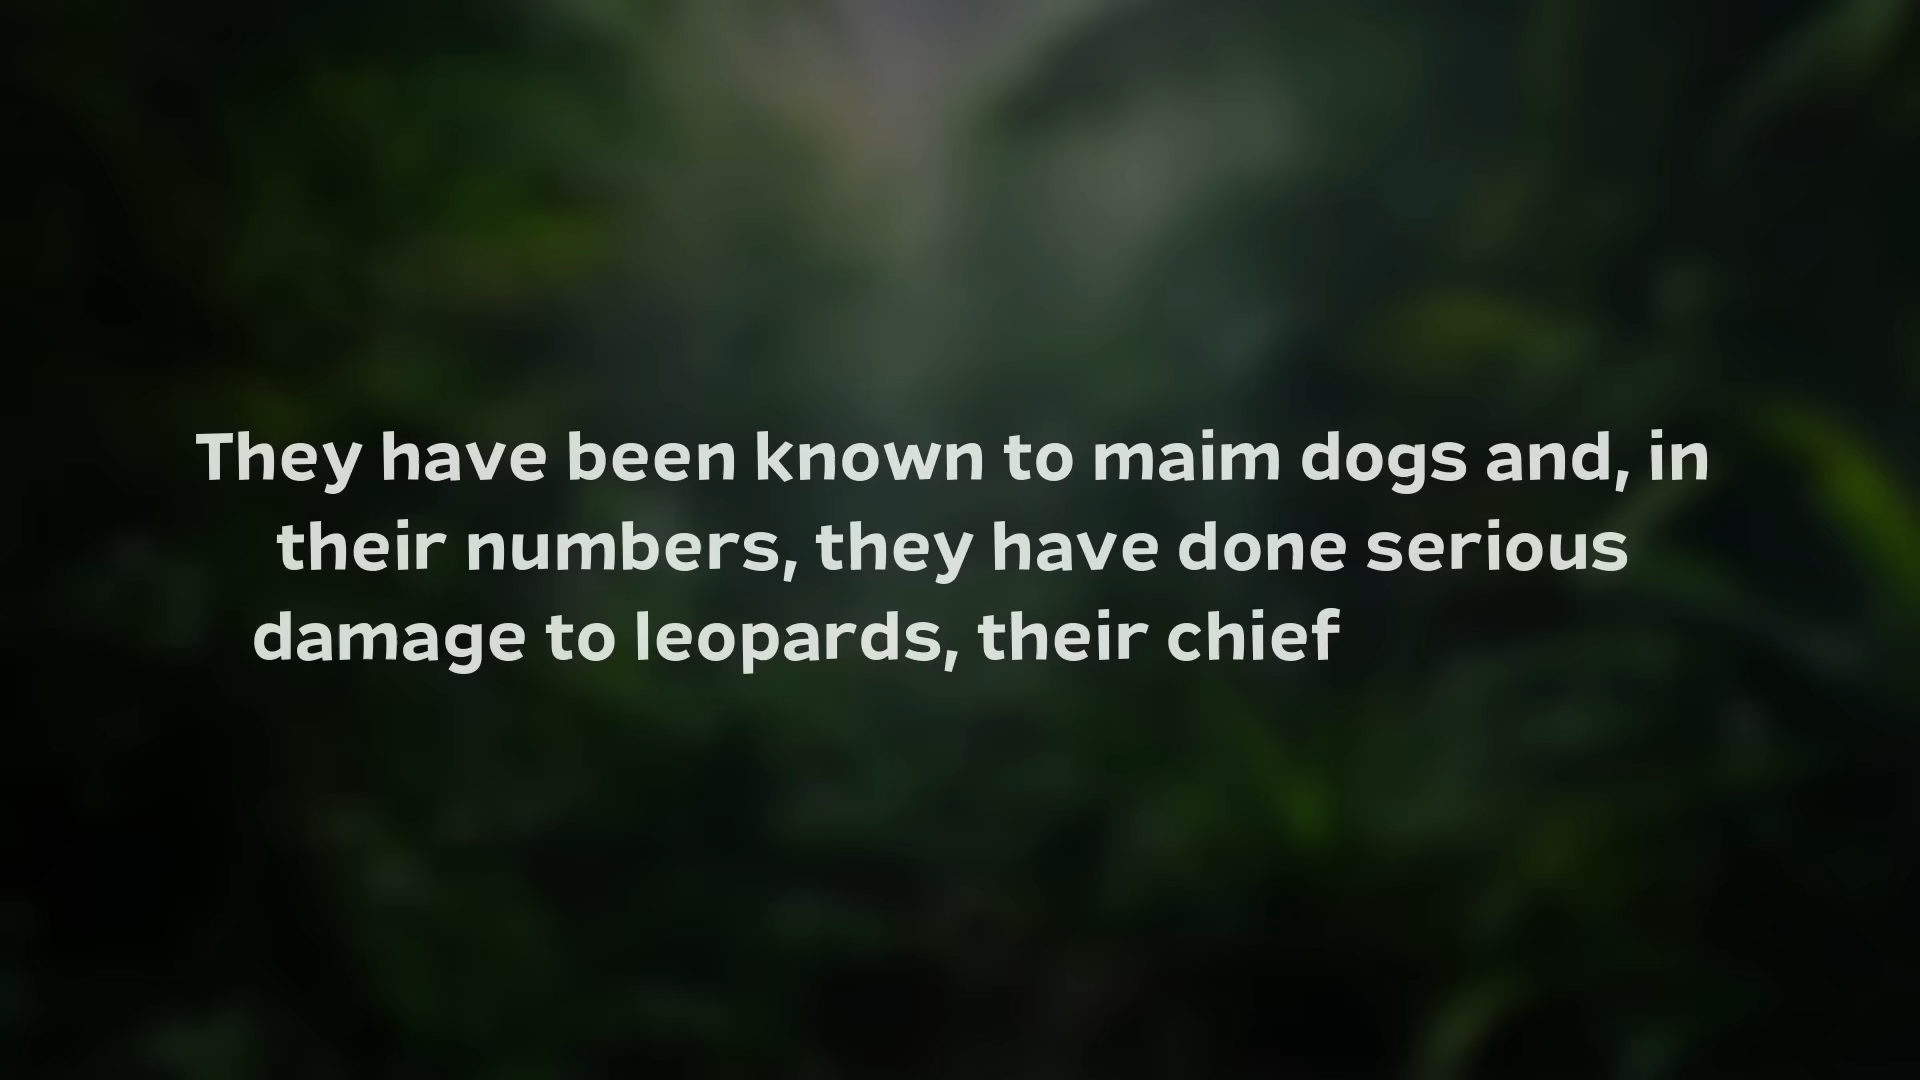 They have been known to maim dogs and, in
their numbers, they have done serious
damage to leopards, their chief